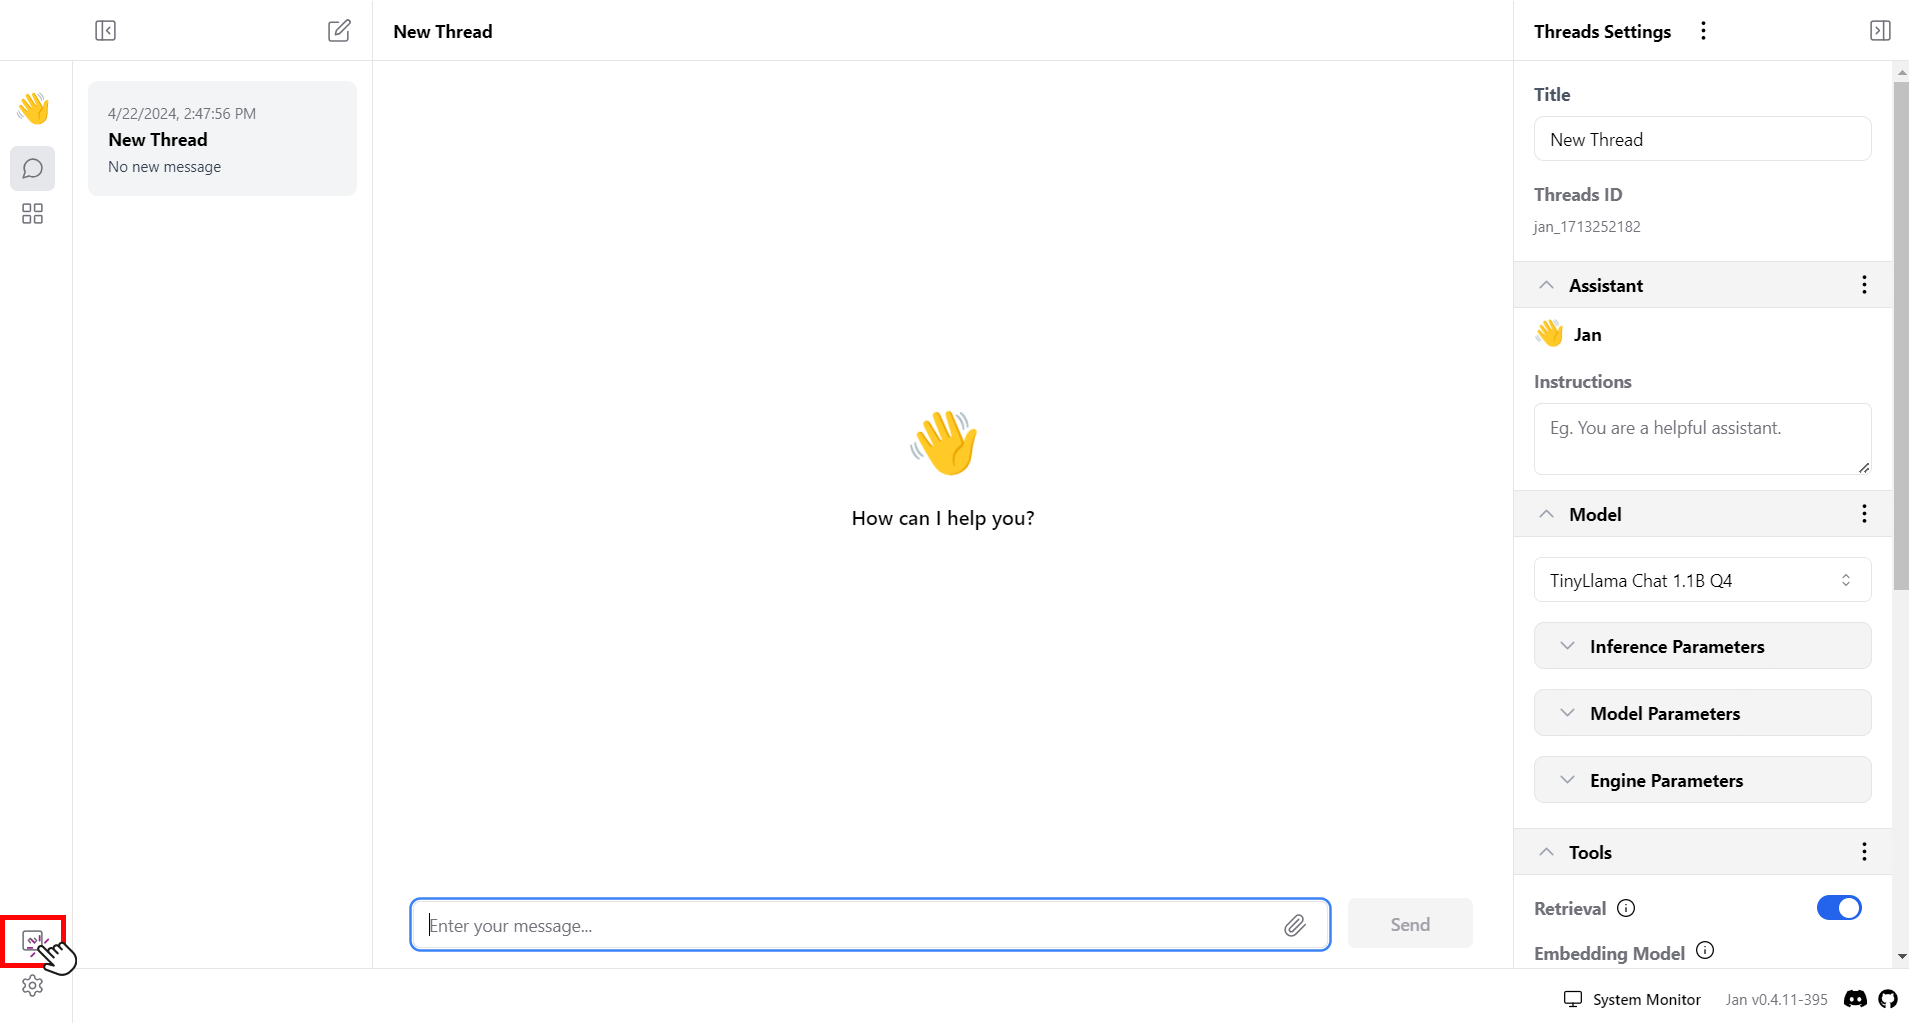 New Thread
Threads Settings
4/22/2024, 2:47:56 PM
New Thread
No new message
How can I help you?
Enter your message...
Send
Title
New Thread
Threads ID
jan_1713252182
Assistant
Jan
Instructions
Eg. You are a helpful assistant.
Model
TinyLlama Chat 1.1B Q4
Inference Parameters
Model Parameters
Engine Parameters
Tools
Retrieval
Embedding Model
System Monitor
Jan v0.4.11-395